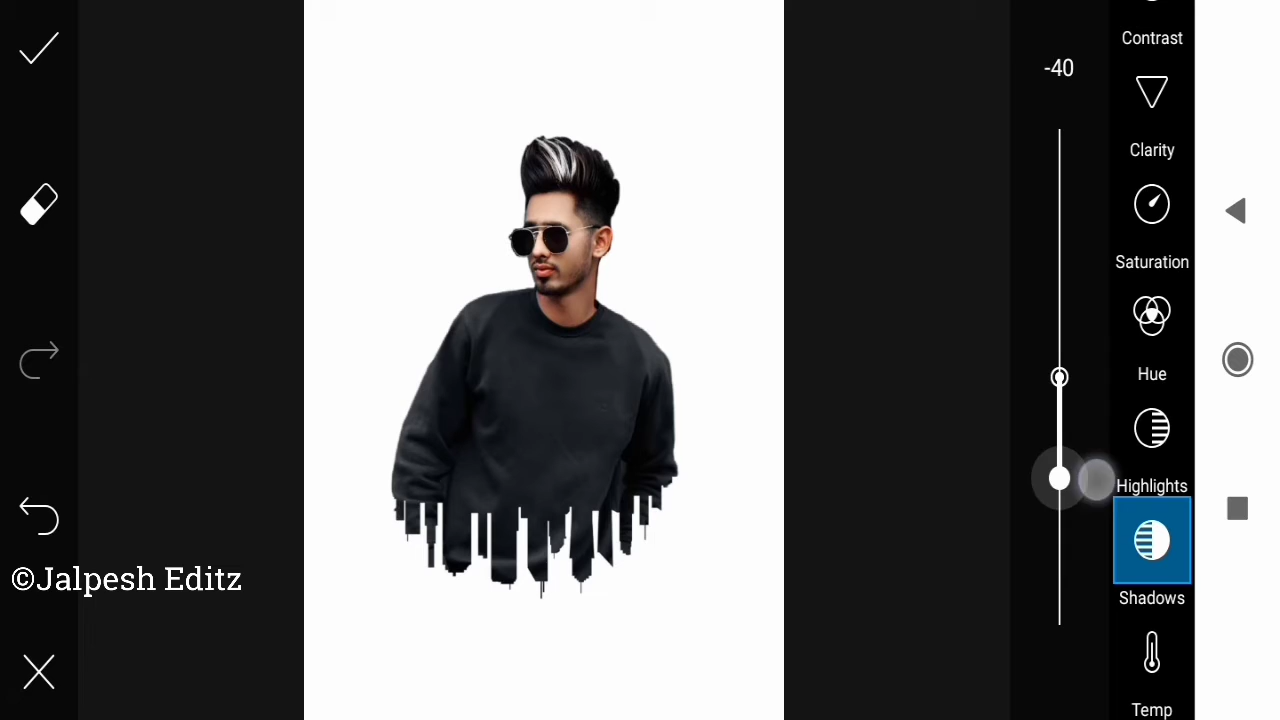 -40
Contrast
Clarity
Saturation
Hue
Highlights
Shadows
Temp
©Jalpesh Editz